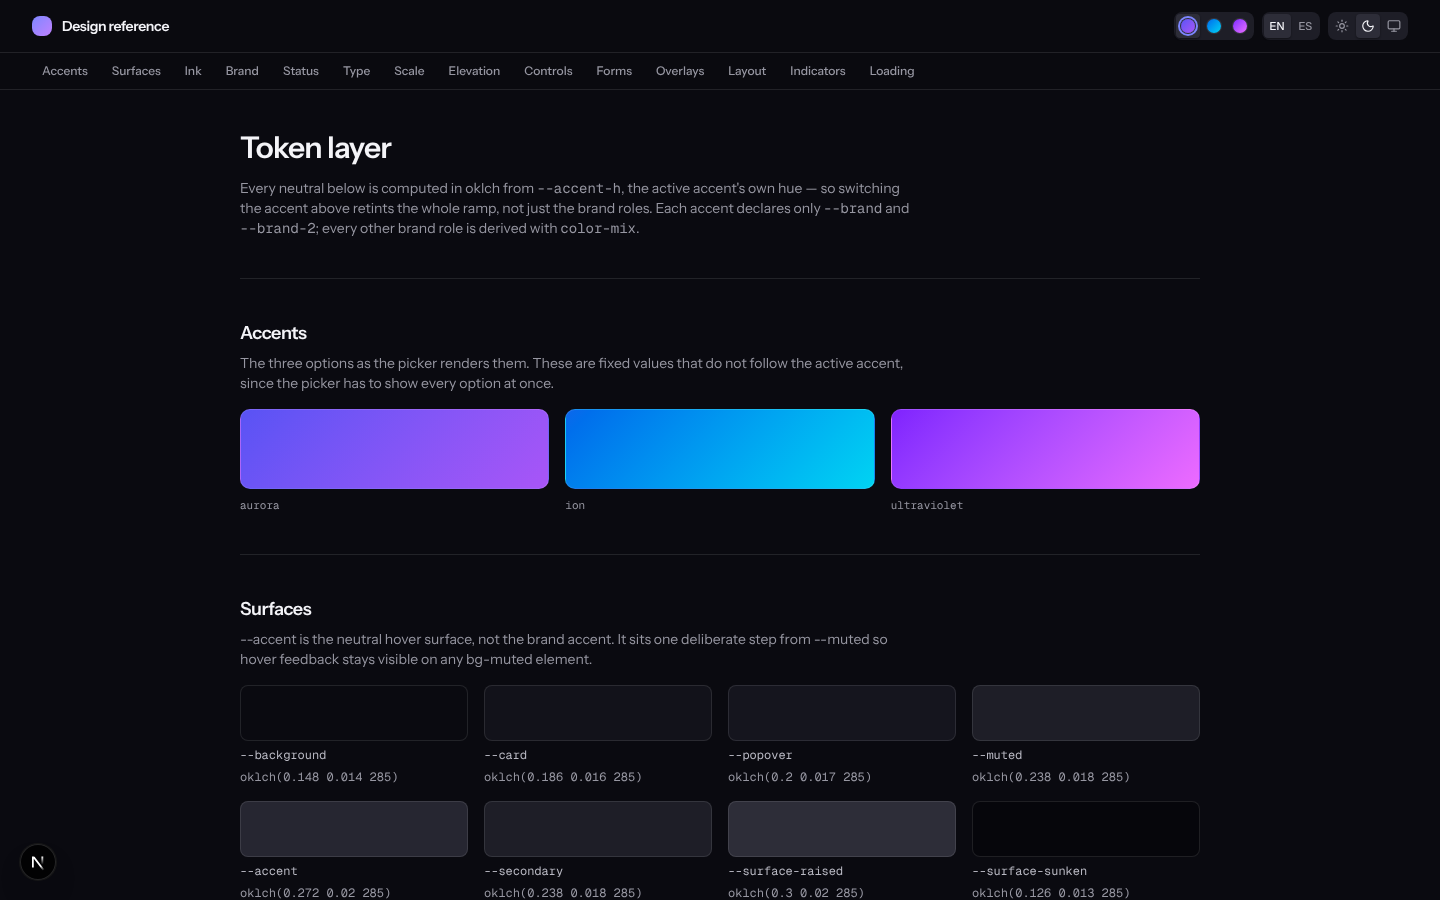 Design reference
EN ES
Accents Surfaces Ink Brand Status Type Scale Elevation Controls Forms Overlays Layout Indicators Loading
Token layer
Every neutral below is computed in oklch from --accent-h, the active accent's own hue — so switching
the accent above retints the whole ramp, not just the brand roles. Each accent declares only --brand and
--brand-2; every other brand role is derived with color-mix.
Accents
The three options as the picker renders them. These are fixed values that do not follow the active accent,
since the picker has to show every option at once.
aurora ion ultraviolet
Surfaces
--accent is the neutral hover surface, not the brand accent. It sits one deliberate step from --muted so
hover feedback stays visible on any bg-muted element.
--background --card --popover --muted
oklch(0.148 0.014 285) oklch(0.186 0.016 285) oklch(0.2 0.017 285) oklch(0.238 0.018 285)
--accent --secondary --surface-raised --surface-sunken
oklch(0.272 0.02 285) oklch(0.238 0.018 285) oklch(0.3 0.02 285) oklch(0.126 0.013 285)
N